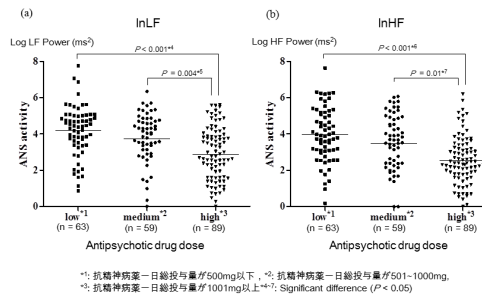 (a)
lnLF
Log LF Power (ms2)
P < 0.001*4
P = 0.004*5
ANS activity
8
6
4
2
0
low*1
medium*2
high*3
(n = 63)
(n = 59)
(n = 89)
Antipsychotic drug dose
(b)
lnHF
Log HF Power (ms2)
P < 0.001*6
P = 0.01*7
ANS activity
8
6
4
2
0
low*1
medium*2
high*3
(n = 63)
(n = 59)
(n = 89)
Antipsychotic drug dose
*1: 抗精神病薬一日総投与量が500mg以下，*2: 抗精神病薬一日総投与量が501~1000mg,
*3: 抗精神病薬一日総投与量が1001mg以上*4~7: Significant difference (P < 0.05)